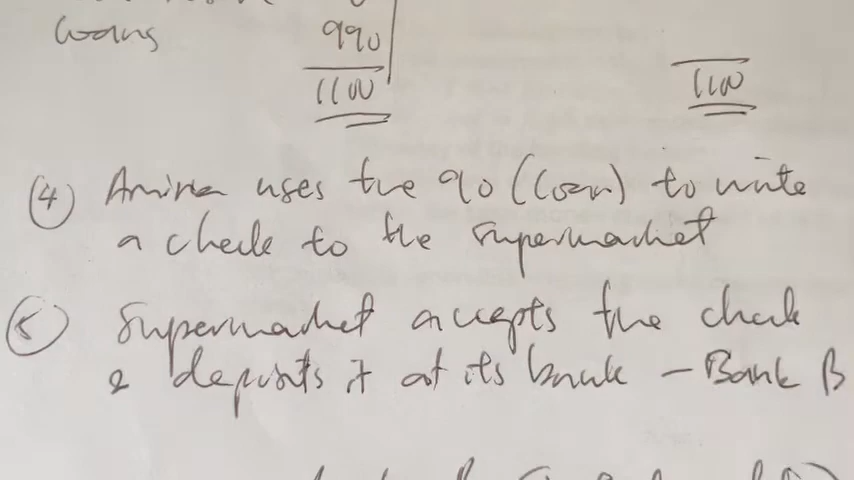 Loans 990
1100 1100
(4) Amina uses the 90 (loan) to write
a check to the supermarket
(5) Supermarket accepts the check
& deposits it at its bank – Bank B